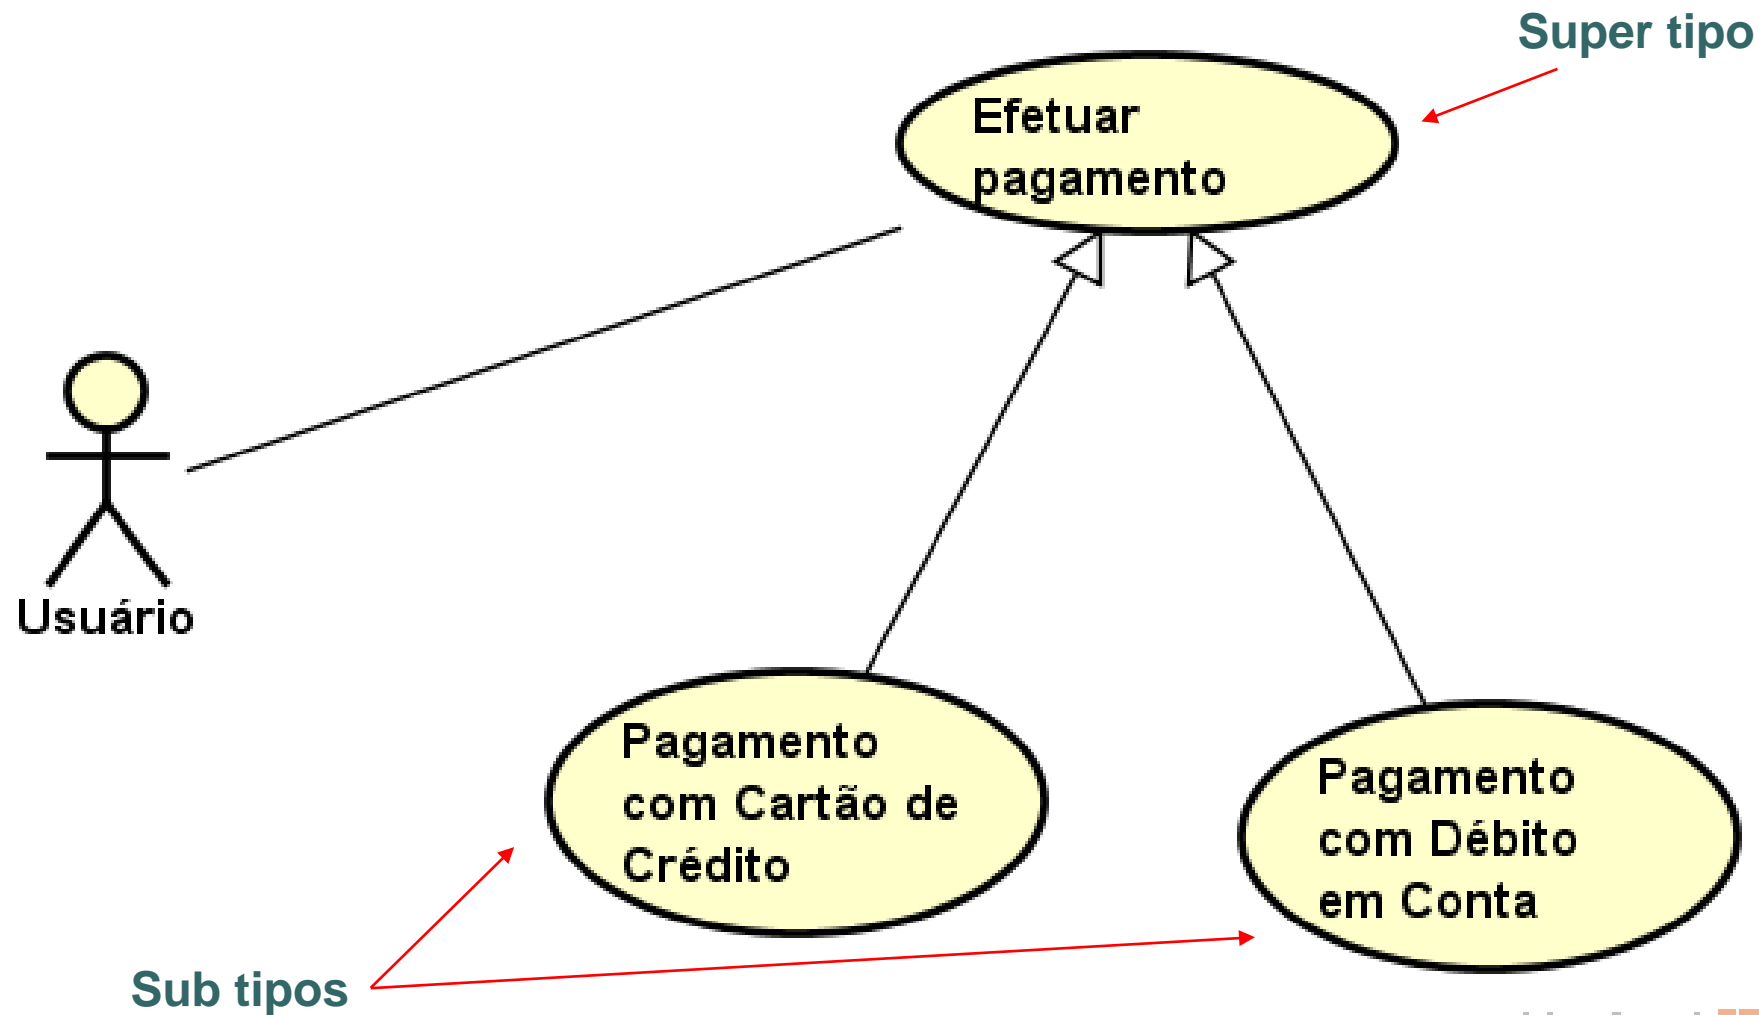 Super tipo
Efetuar
pagamento
Usuário
Pagamento
com Cartão de
Crédito
Pagamento
com Débito
em Conta
Sub tipos